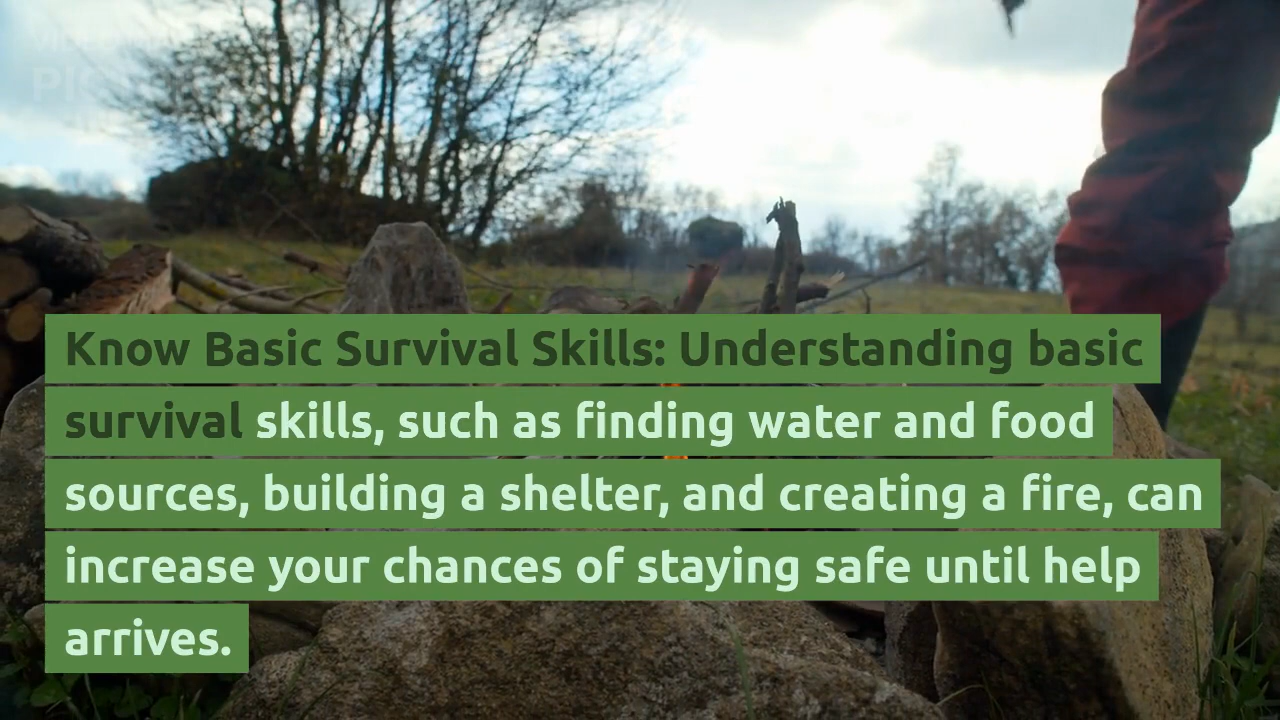 Know Basic Survival Skills: Understanding basic
survival skills, such as finding water and food
sources, building a shelter, and creating a fire, can
increase your chances of staying safe until help
arrives.